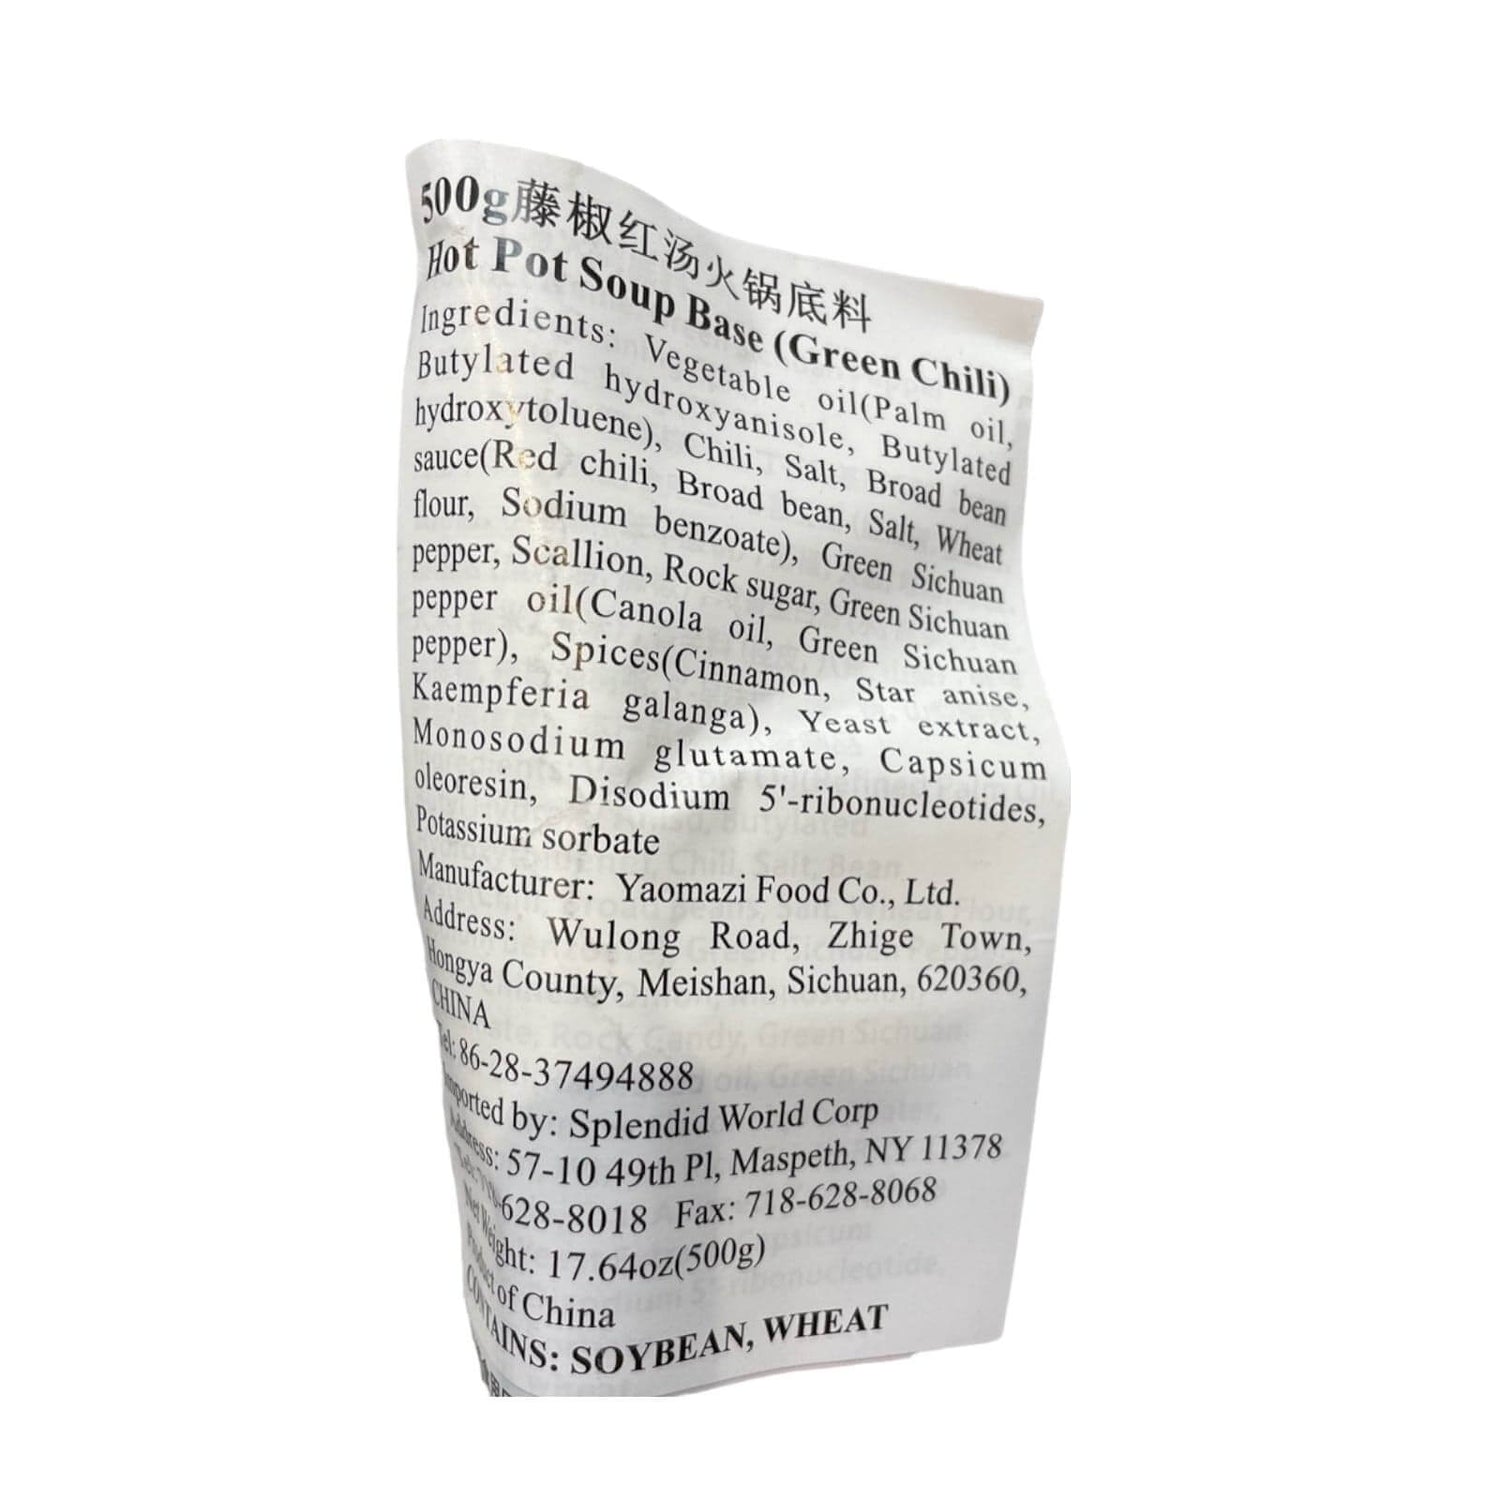 500g藤椒红汤火锅底料
Hot Pot Soup Base (Green Chili)
Ingredients: Vegetable oil(Palm oil,
Butylated hydroxyanisole, Butylated
hydroxytoluene), Chili, Salt, Broad bean
sauce(Red chili, Broad bean, Salt, Wheat
flour, Sodium benzoate), Green Sichuan
pepper, Scallion, Rock sugar, Green Sichuan
pepper oil(Canola oil, Green Sichuan
pepper), Spices(Cinnamon, Star anise,
Kaempferia galanga), Yeast extract,
Monosodium glutamate, Capsicum
oleoresin, Disodium 5'-ribonucleotides,
Potassium sorbate
Manufacturer: Yaomazi Food Co., Ltd.
Address: Wulong Road, Zhige Town,
Hongya County, Meishan, Sichuan, 620360,
CHINA
Tel: 86-28-37494888
Imported by: Splendid World Corp
Address: 57-10 49th Pl, Maspeth, NY 11378
628-8018 Fax: 718-628-8068
Net Weight: 17.64oz(500g)
Product of China
CONTAINS: SOYBEAN, WHEAT